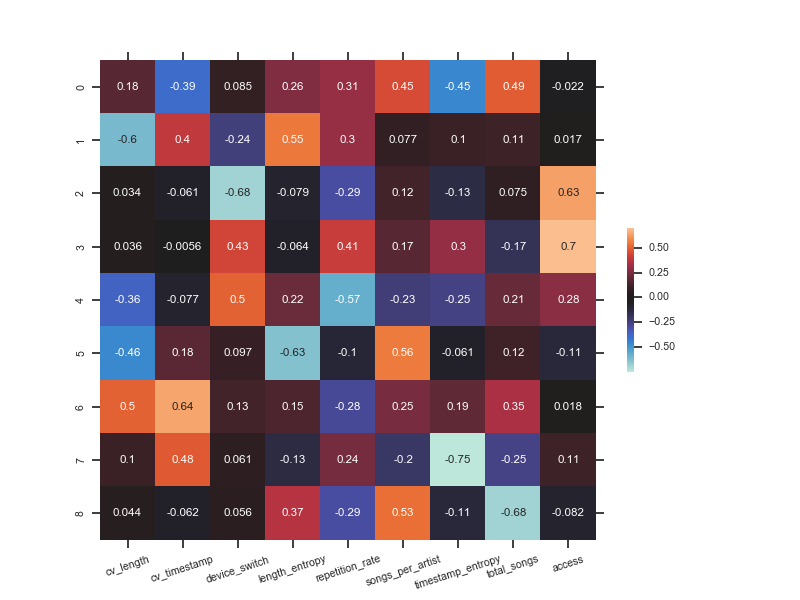 0 0.18 -0.39 0.085 0.26 0.31 0.45 -0.45 0.49 -0.022
1 -0.6 0.4 -0.24 0.55 0.3 0.077 0.1 0.11 0.017
2 0.034 -0.061 -0.68 -0.079 -0.29 0.12 -0.13 0.075 0.63
3 0.036 -0.0056 0.43 -0.064 0.41 0.17 0.3 -0.17 0.7
4 -0.36 -0.077 0.5 0.22 -0.57 -0.23 -0.25 0.21 0.28
5 -0.46 0.18 0.097 -0.63 -0.1 0.56 -0.061 0.12 -0.11
6 0.5 0.64 0.13 0.15 -0.28 0.25 0.19 0.35 0.018
7 0.1 0.48 0.061 -0.13 0.24 -0.2 -0.75 -0.25 0.11
8 0.044 -0.062 0.056 0.37 -0.29 0.53 -0.11 -0.68 -0.082
cv_length cv_timestamp device_switch length_entropy repetition_rate songs_per_artist timestamp_entropy total_songs access
0.50
0.25
0.00
−0.25
−0.50